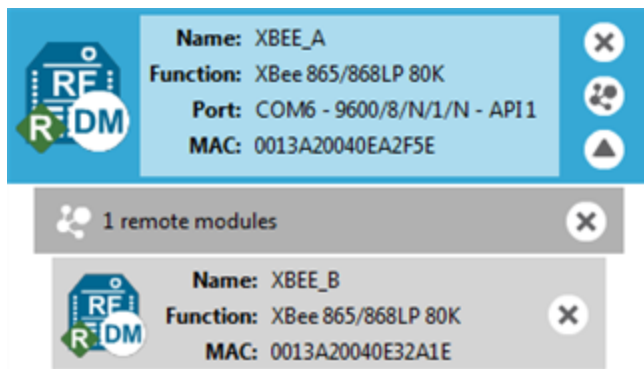 Name: XBEE_A
Function: XBee 865/868LP 80K
Port: COM6 - 9600/8/N/1/N - API 1
MAC: 0013A20040EA2F5E
RF
R DM
1 remote modules
Name: XBEE_B
Function: XBee 865/868LP 80K
MAC: 0013A20040E32A1E
RF
R DM